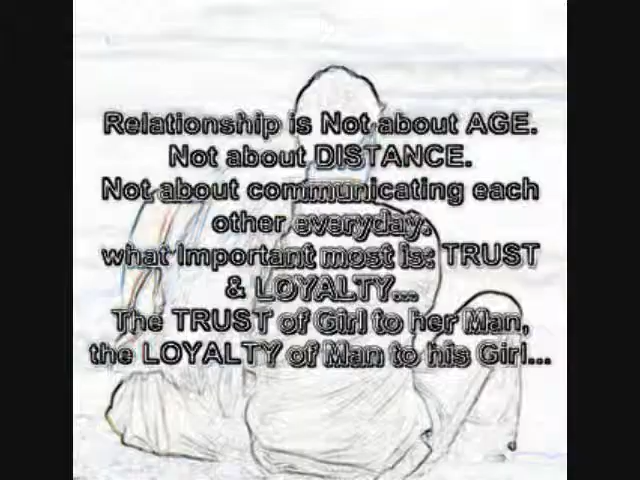 Relationship is Not about AGE.
Not about DISTANCE.
Not about communicating each
other everyday.
what Important most is: TRUST
& LOYALTY...
The TRUST of Girl to her Man,
the LOYALTY of Man to his Girl...